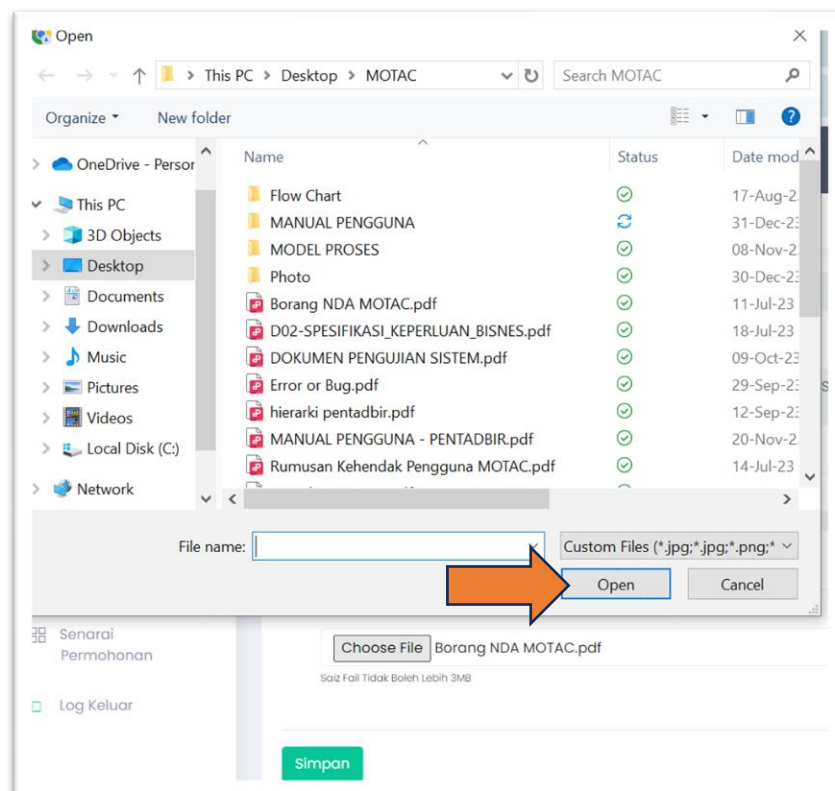 Open
This PC > Desktop > MOTAC
Search MOTAC
Organize
New folder
OneDrive - Person
This PC
3D Objects
Desktop
Documents
Downloads
Music
Pictures
Videos
Local Disk (C:)
Network
Name Status Date mod
Flow Chart 17-Aug-2
MANUAL PENGGUNA 31-Dec-23
MODEL PROSES 08-Nov-2
Photo 30-Dec-23
Borang NDA MOTAC.pdf 11-Jul-23
D02-SPESIFIKASI_KEPERLUAN_BISNES.pdf 18-Jul-23
DOKUMEN PENGUJIAN SISTEM.pdf 09-Oct-23
Error or Bug.pdf 29-Sep-23
hierarki pentadbir.pdf 12-Sep-23
MANUAL PENGGUNA - PENTADBIR.pdf 20-Nov-2
Rumusan Kehendak Pengguna MOTAC.pdf 14-Jul-23
File name:
Custom Files (*.jpg;*.jpg;*.png;*
Open
Cancel
Senarai
Permohonan
Choose File Borang NDA MOTAC.pdf
Saiz Fail Tidak Boleh Lebih 3MB
Log Keluar
Simpan